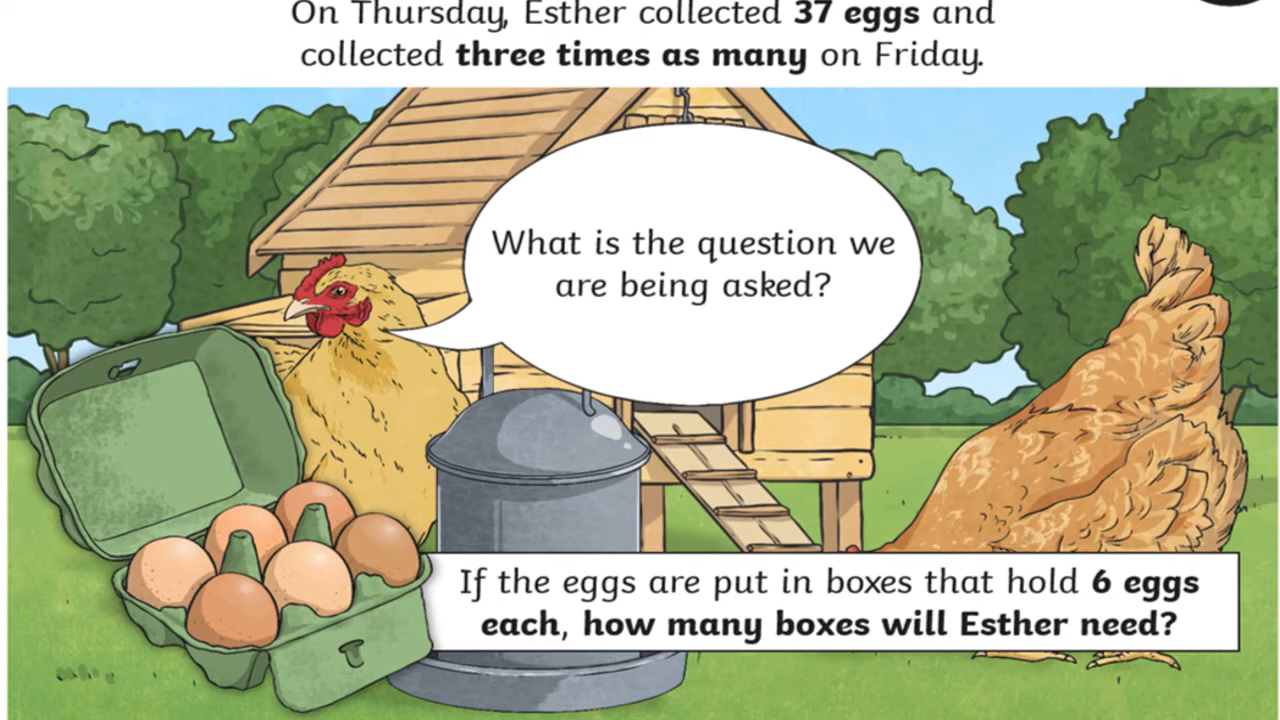 On Thursday, Esther collected 37 eggs and
collected three times as many on Friday.
What is the question we
are being asked?
If the eggs are put in boxes that hold 6 eggs
each, how many boxes will Esther need?